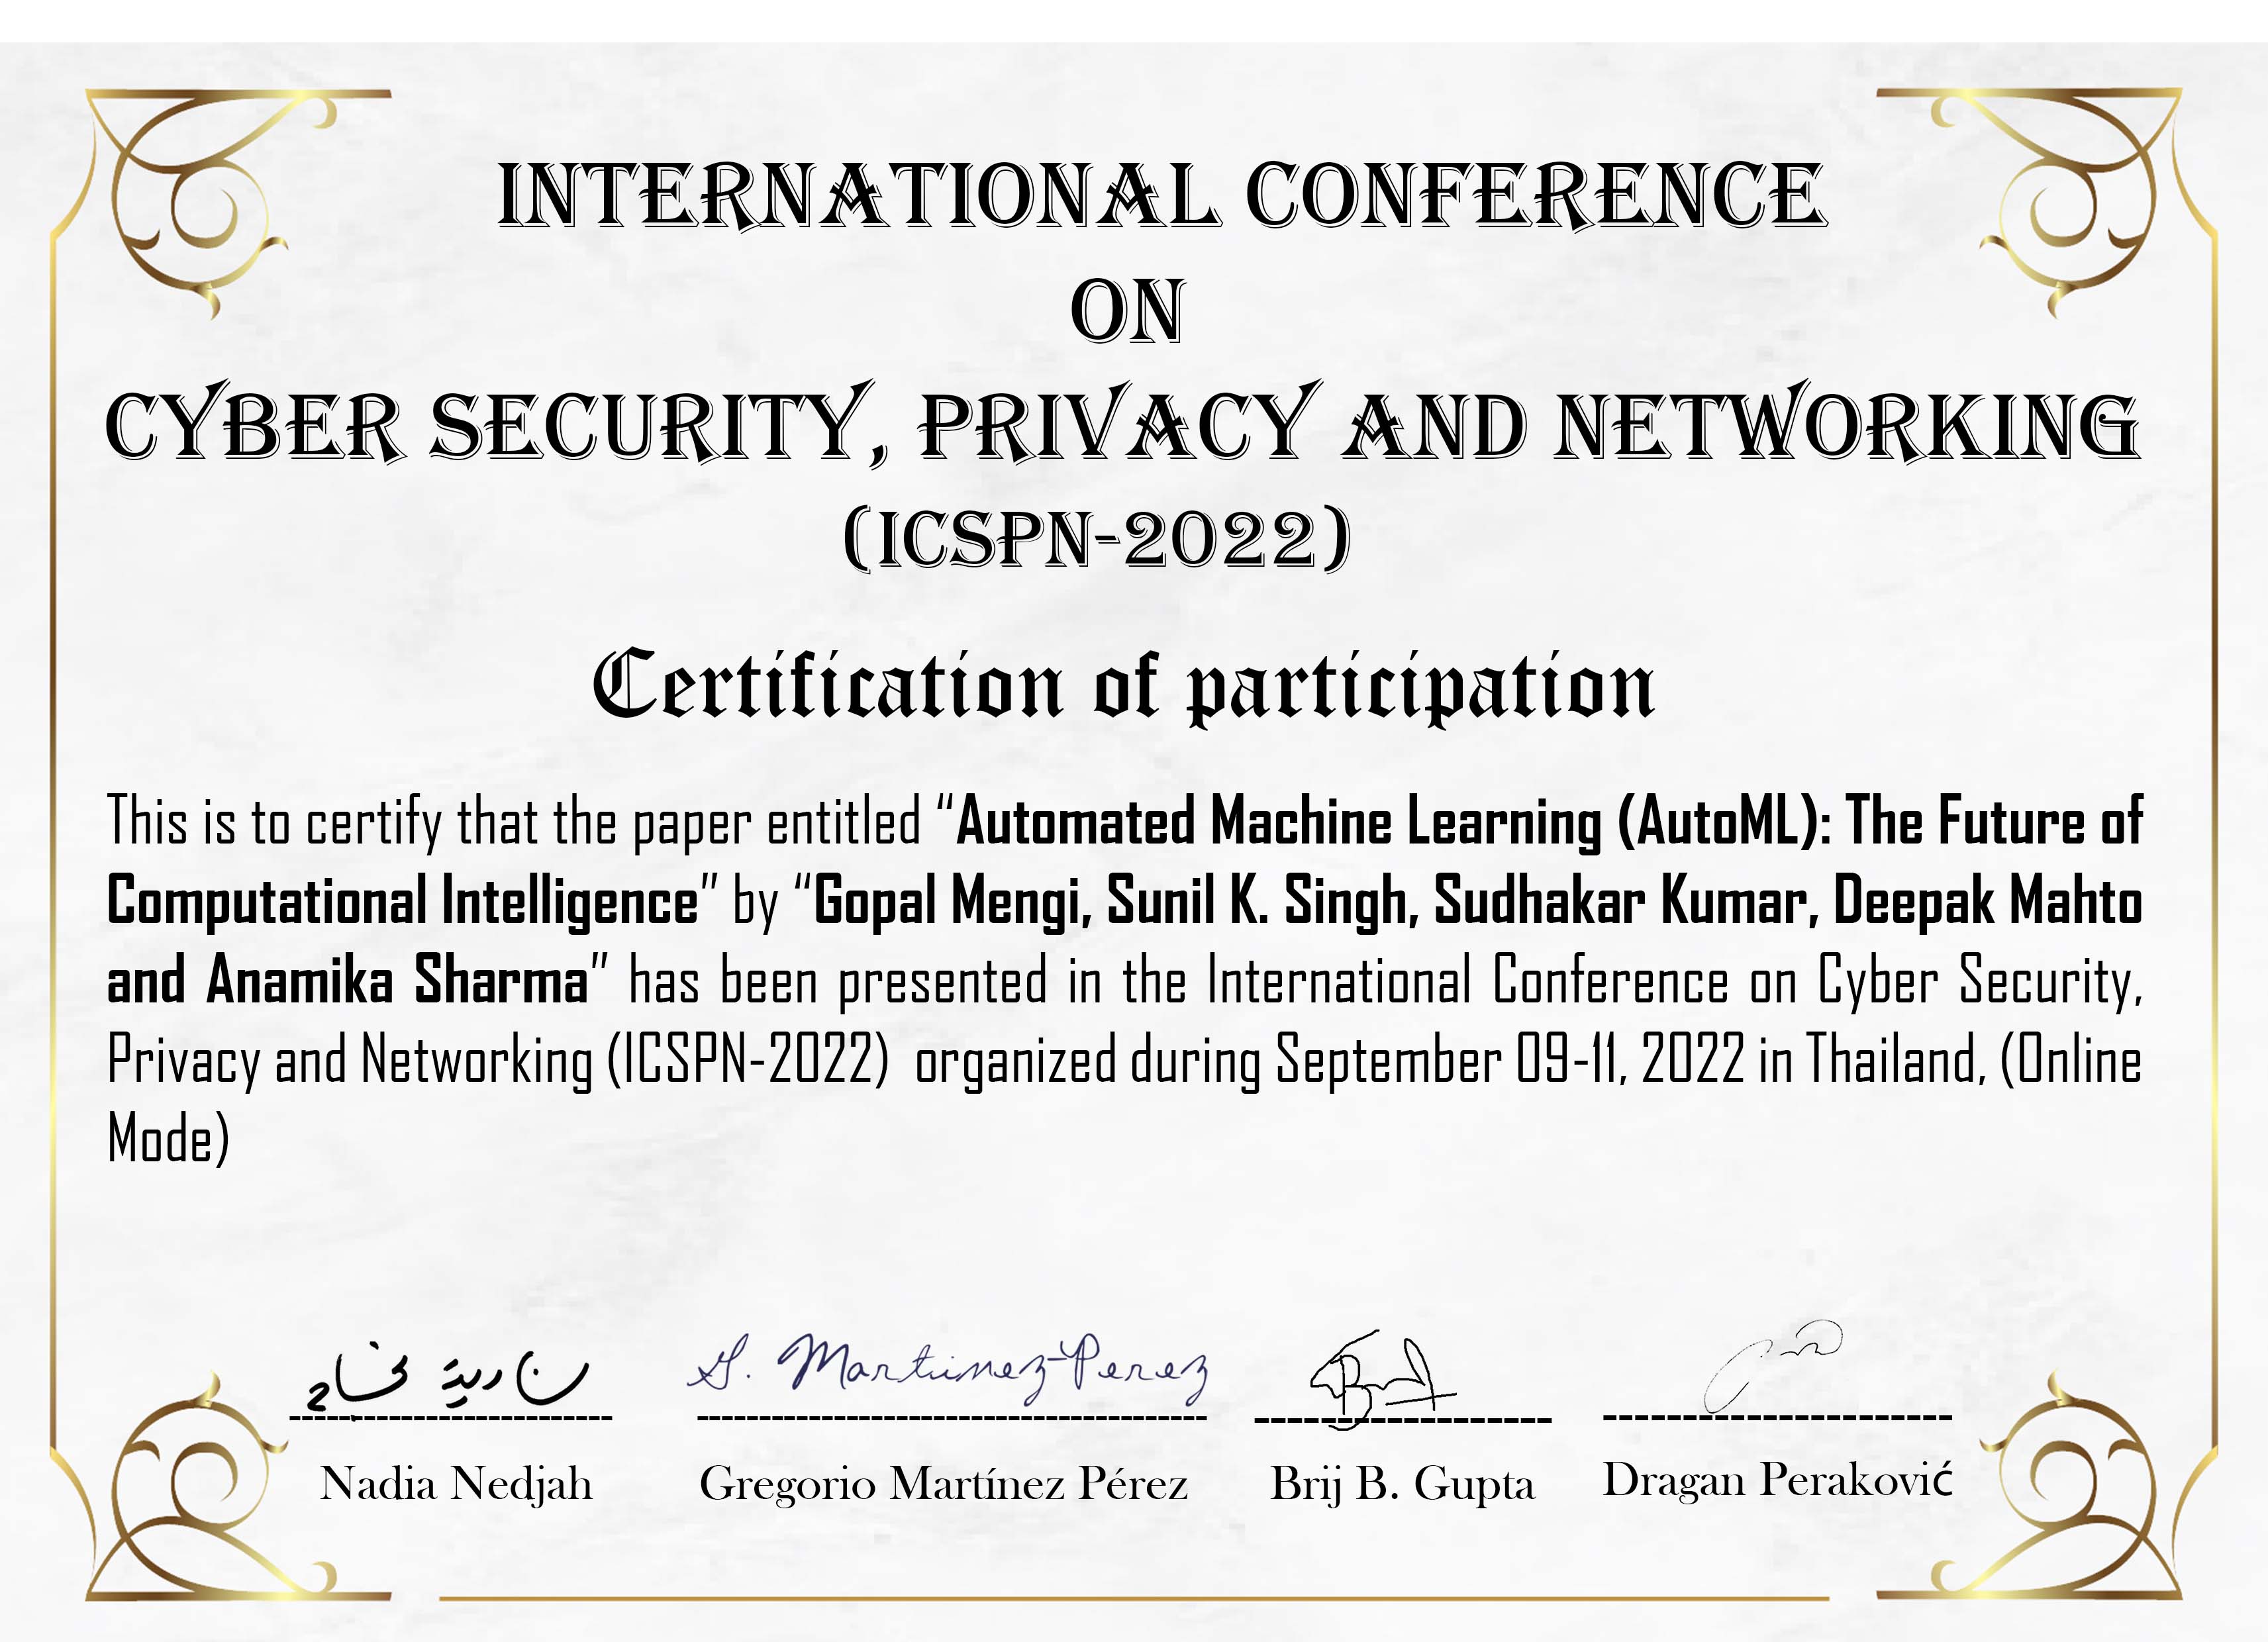 INTERNATIONAL CONFERENCE
ON
CYBER SECURITY, PRIVACY AND NETWORKING
(ICSPN-2022)
Certification of participation
This is to certify that the paper entitled “Automated Machine Learning (AutoML): The Future of
Computational Intelligence” by “Gopal Mengi, Sunil K. Singh, Sudhakar Kumar, Deepak Mahto
and Anamika Sharma” has been presented in the International Conference on Cyber Security,
Privacy and Networking (ICSPN-2022) organized during September 09-11, 2022 in Thailand, (Online
Mode)
G. Martinez-Perez
Nadia Nedjah Gregorio Martínez Pérez Brij B. Gupta Dragan Peraković